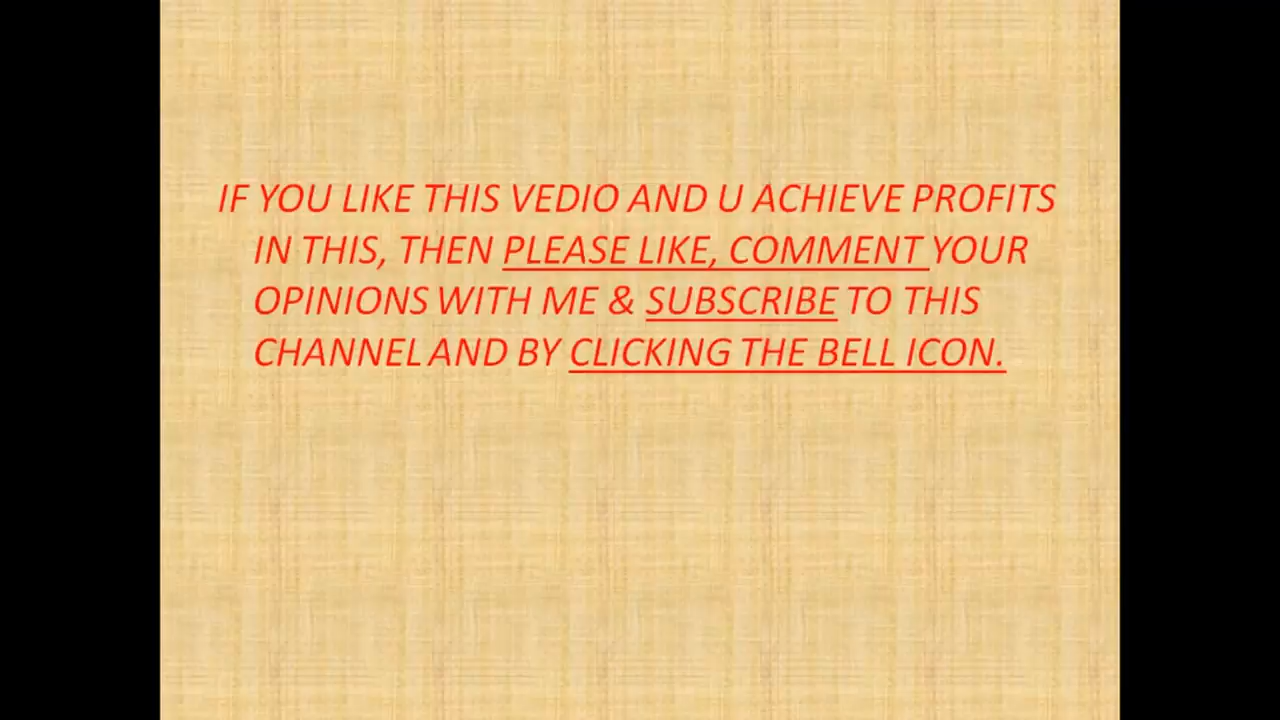 IF YOU LIKE THIS VEDIO AND U ACHIEVE PROFITS
IN THIS, THEN PLEASE LIKE, COMMENT YOUR
OPINIONS WITH ME & SUBSCRIBE TO THIS
CHANNEL AND BY CLICKING THE BELL ICON.